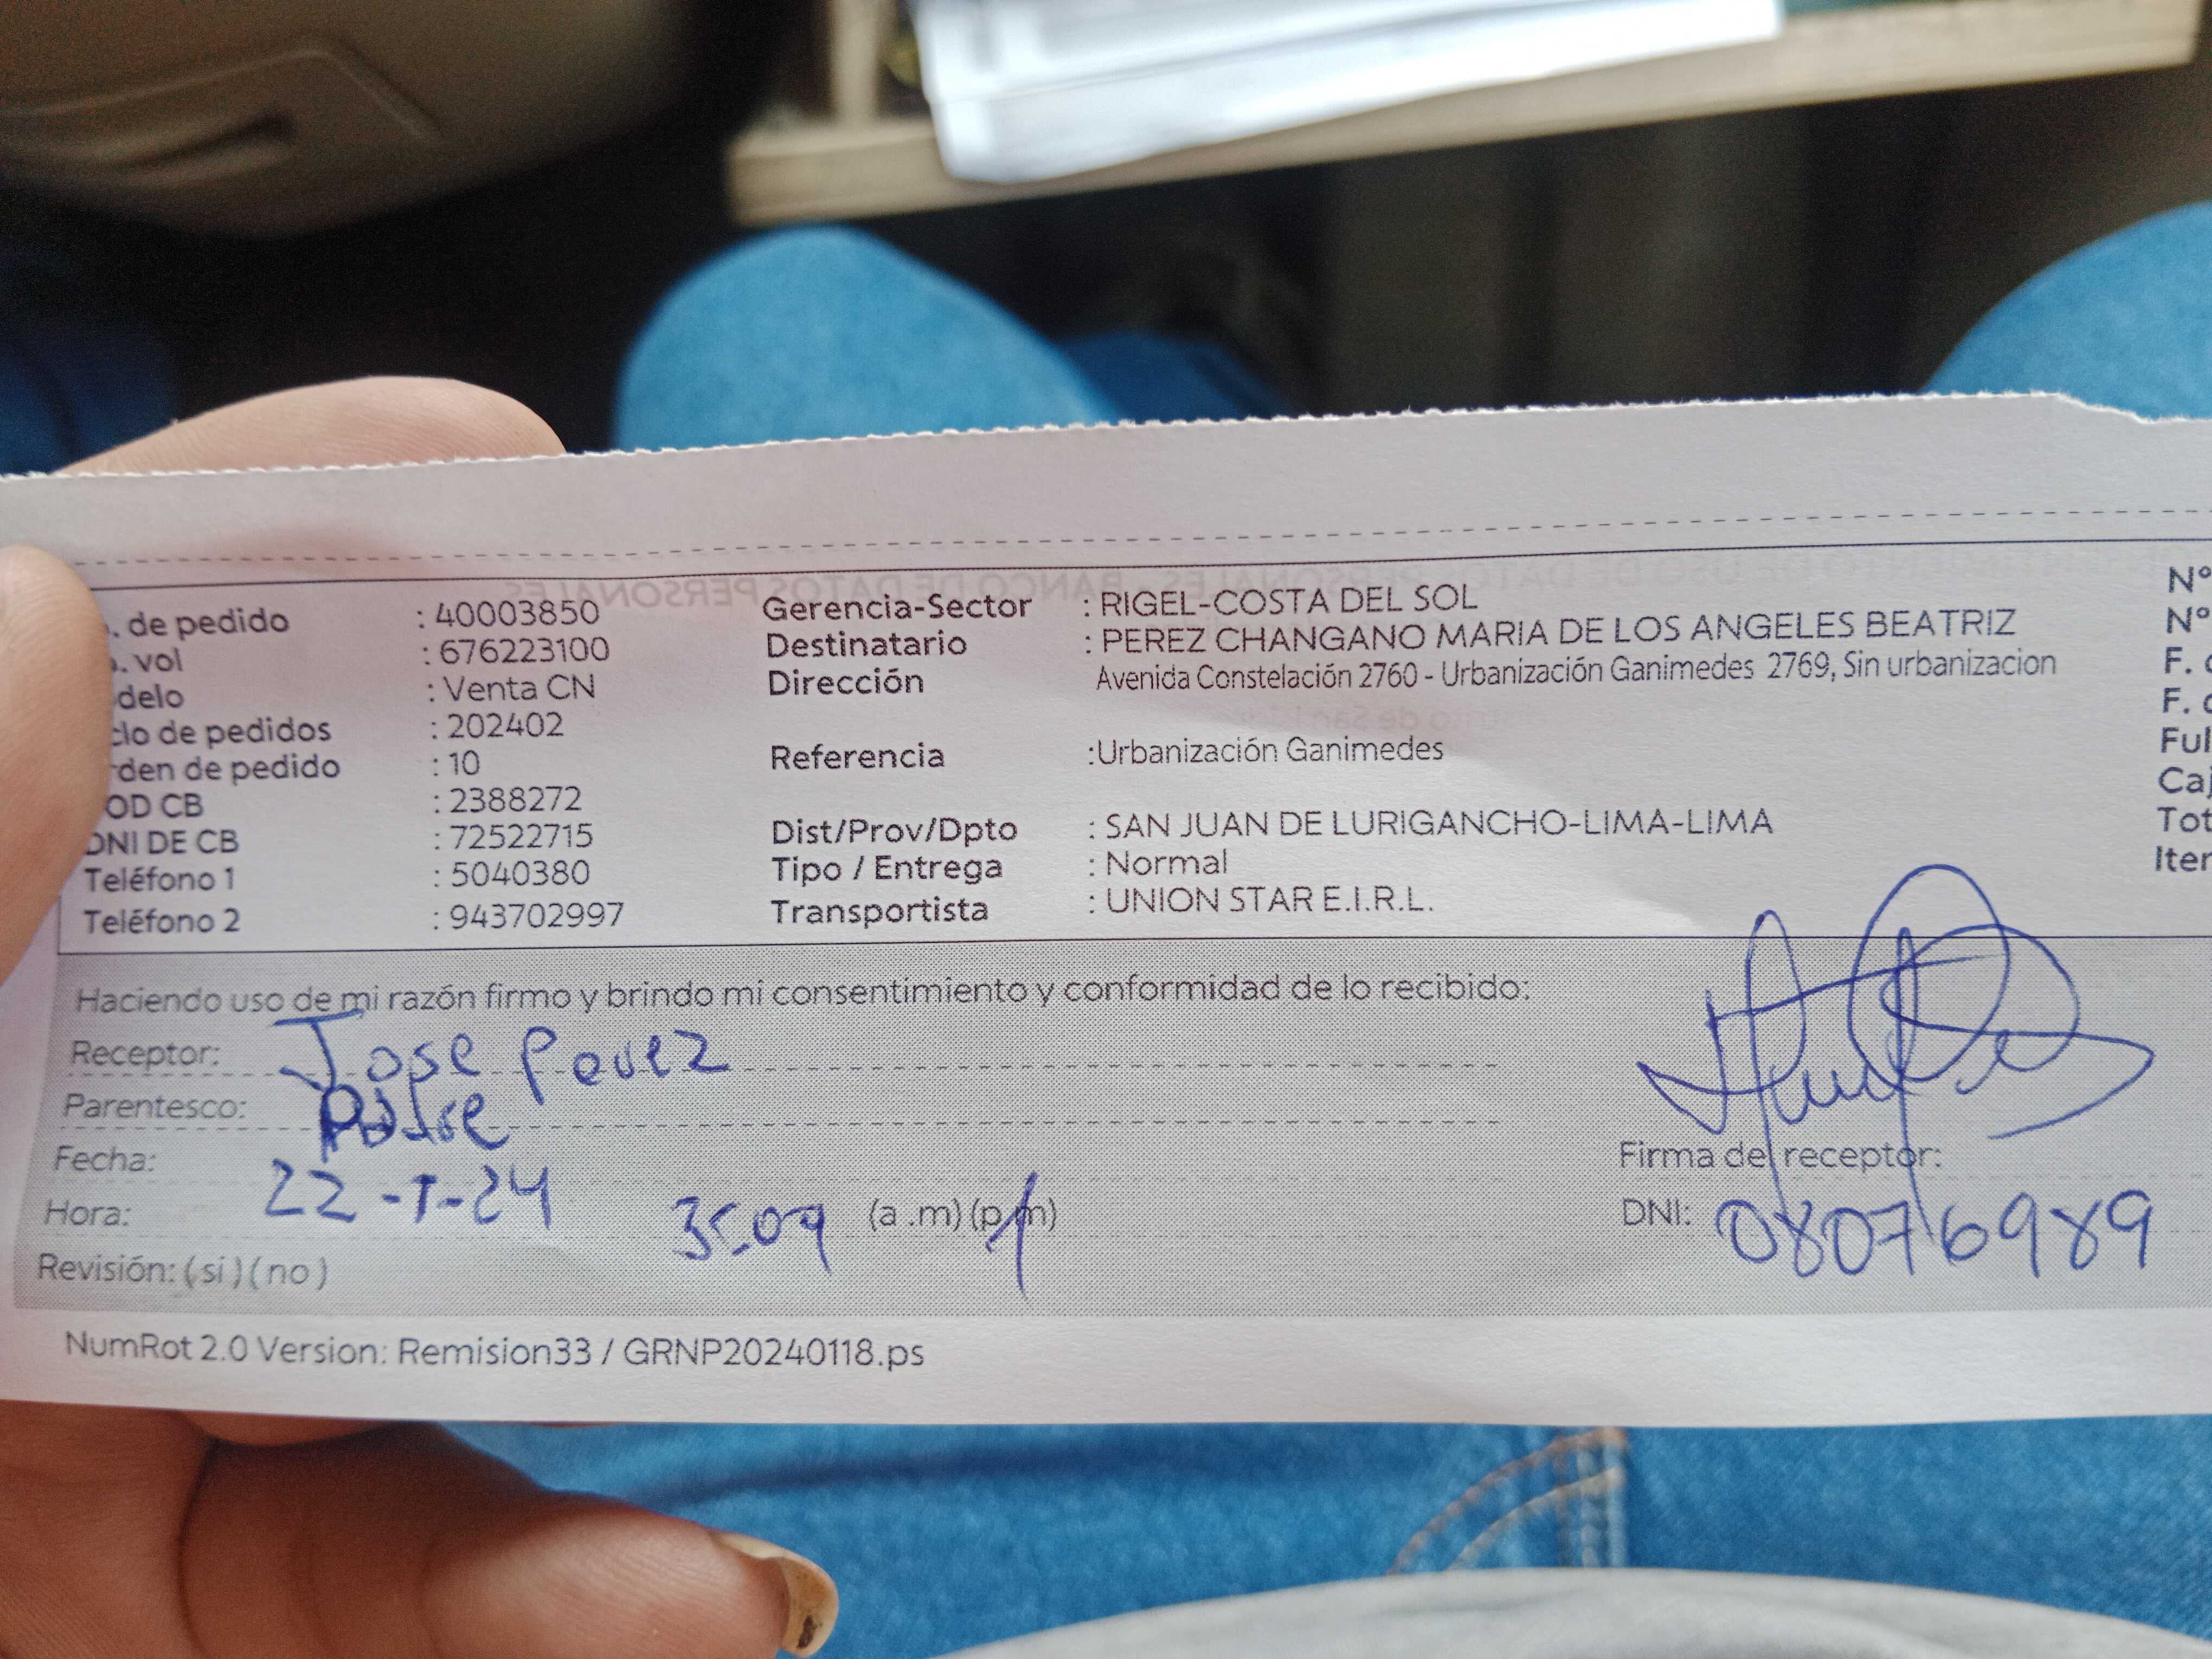 . de pedido : 40003850 Gerencia-Sector : RIGEL-COSTA DEL SOL Nº
. vol : 676223100 Destinatario : PEREZ CHANGANO MARIA DE LOS ANGELES BEATRIZ Nº
delo : Venta CN Dirección Avenida Constelación 2760 - Urbanización Ganimedes 2769, Sin urbanizacion F.
clo de pedidos : 202402 F.
rden de pedido : 10 Referencia :Urbanización Ganimedes Ful
OD CB : 2388272 Caj
DNI DE CB : 72522715 Dist/Prov/Dpto : SAN JUAN DE LURIGANCHO-LIMA-LIMA Tot
Teléfono 1 : 5040380 Tipo / Entrega : Normal Iter
Teléfono 2 : 943702997 Transportista : UNION STAR E.I.R.L.
Haciendo uso de mi razón firmo y brindo mi consentimiento y conformidad de lo recibido:
Receptor: Jose Perez
Parentesco: Padre
Fecha: 22-1-24 Firma del receptor:
Hora: (a .m) (p.m) DNI: 08076989
Revisión: ( si ) ( no )
NumRot 2.0 Version: Remision33 / GRNP20240118.ps